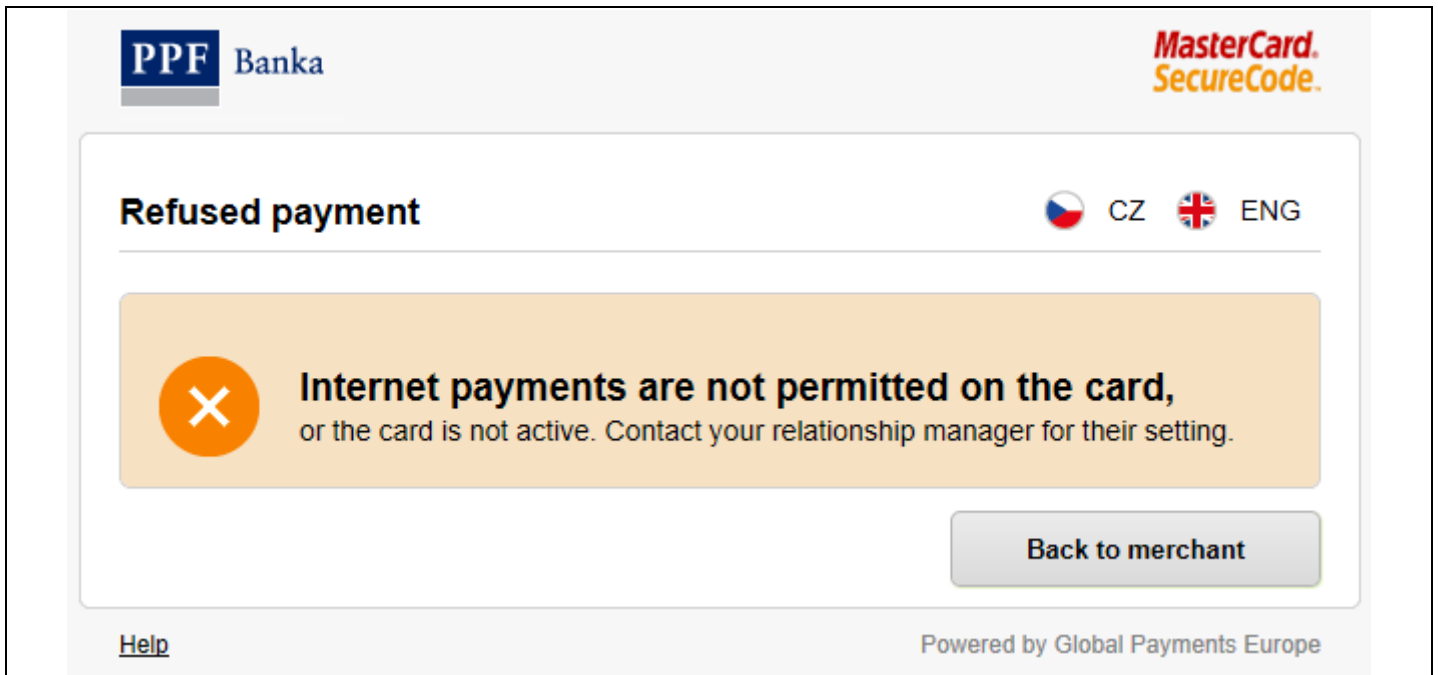 PPF Banka
MasterCard.
SecureCode.
Refused payment
CZ ENG
Internet payments are not permitted on the card,
or the card is not active. Contact your relationship manager for their setting.
Back to merchant
Help
Powered by Global Payments Europe